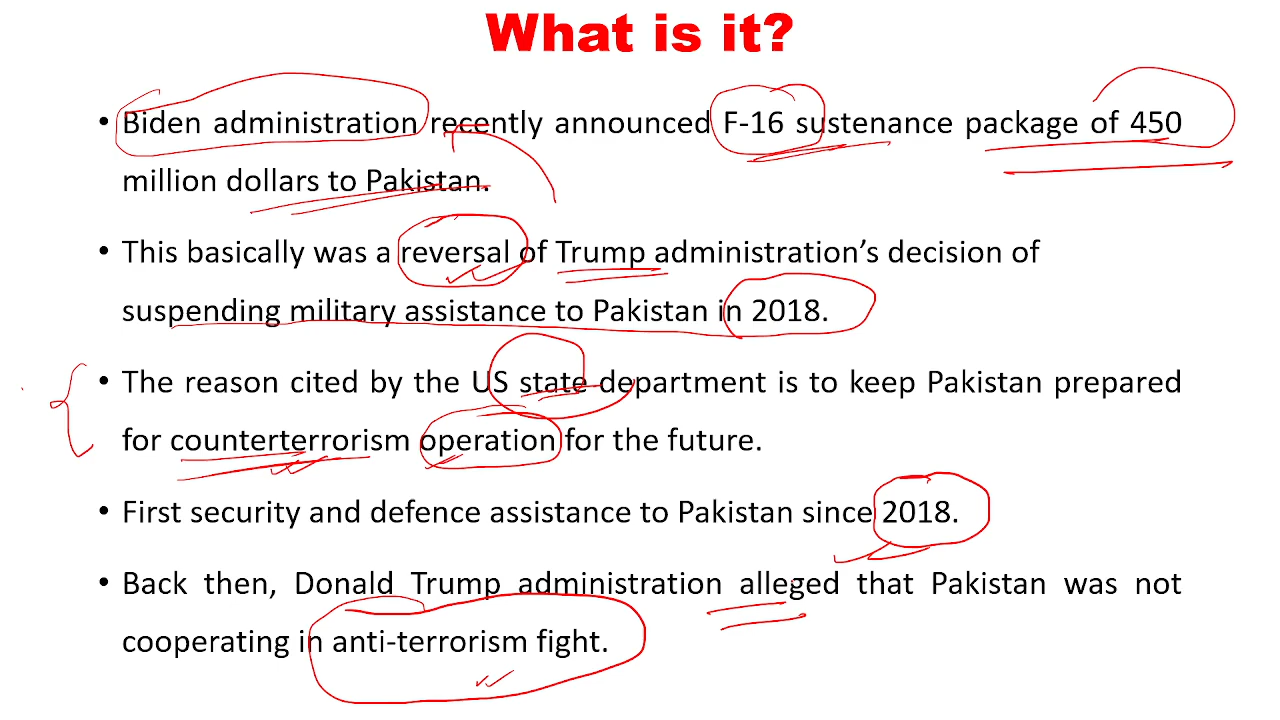 What is it?
• Biden administration recently announced F-16 sustenance package of 450
million dollars to Pakistan.
• This basically was a reversal of Trump administration’s decision of
suspending military assistance to Pakistan in 2018.
• The reason cited by the US state department is to keep Pakistan prepared
for counterterrorism operation for the future.
• First security and defence assistance to Pakistan since 2018.
• Back then, Donald Trump administration alleged that Pakistan was not
cooperating in anti-terrorism fight.